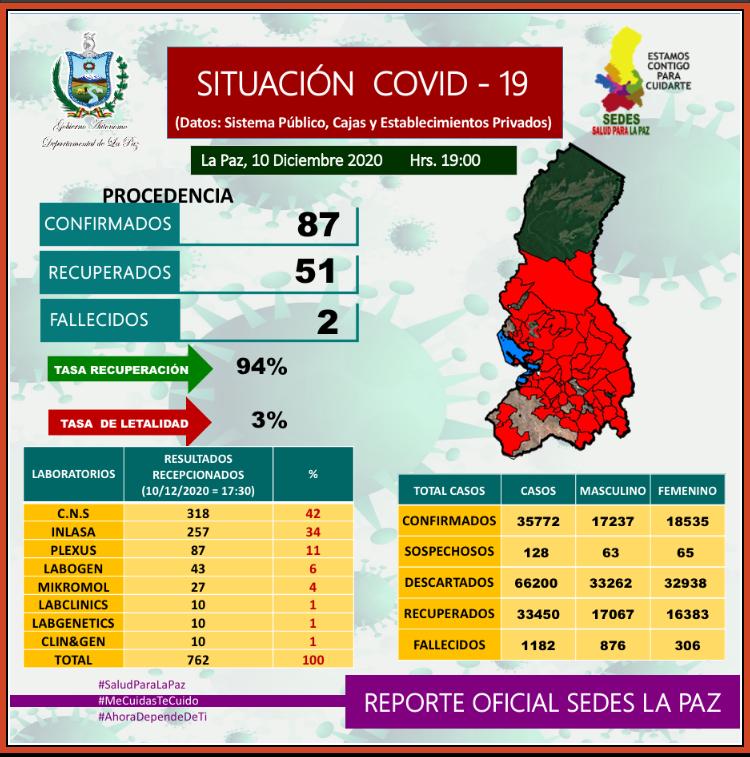 Gobierno Autónomo
Departamental de La Paz
SITUACIÓN COVID - 19
(Datos: Sistema Público, Cajas y Establecimientos Privados)
ESTAMOS
CONTIGO
PARA
CUIDARTE
SEDES
SALUD PARA LA PAZ
La Paz, 10 Diciembre 2020 Hrs. 19:00
PROCEDENCIA
CONFIRMADOS 87
RECUPERADOS 51
FALLECIDOS 2
TASA RECUPERACIÓN 94%
TASA DE LETALIDAD 3%
LABORATORIOS RESULTADOS RECEPCIONADOS (10/12/2020 = 17:30) %
C.N.S 318 42
INLASA 257 34
PLEXUS 87 11
LABOGEN 43 6
MIKROMOL 27 4
LABCLINICS 10 1
LABGENETICS 10 1
CLIN&GEN 10 1
TOTAL 762 100
TOTAL CASOS CASOS MASCULINO FEMENINO
CONFIRMADOS 35772 17237 18535
SOSPECHOSOS 128 63 65
DESCARTADOS 66200 33262 32938
RECUPERADOS 33450 17067 16383
FALLECIDOS 1182 876 306
#SaludParaLaPaz
#MeCuidasTeCuido
#AhoraDependeDeTi
REPORTE OFICIAL SEDES LA PAZ